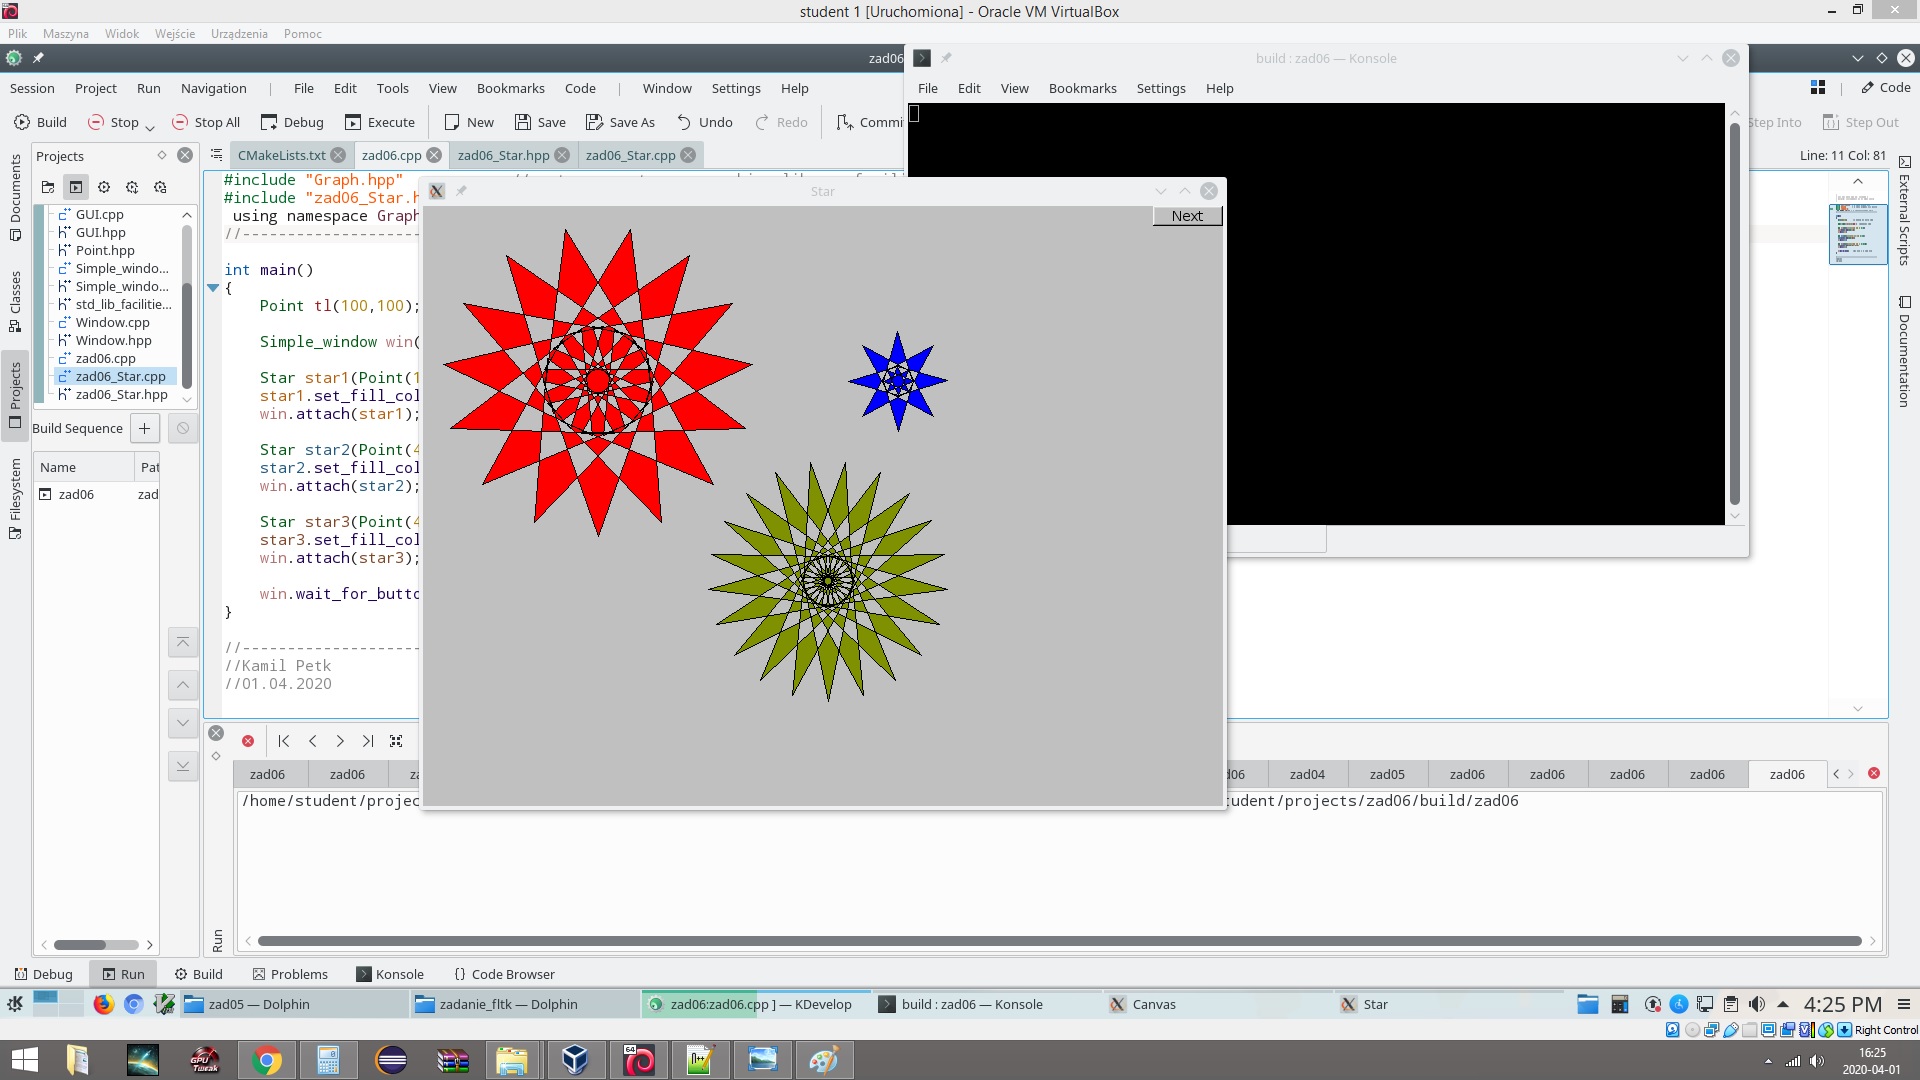 student 1 [Uruchomiona] - Oracle VM VirtualBox
Plik Maszyna Widok Wejście Urządzenia Pomoc
zad06
build : zad06 — Konsole
Session Project Run Navigation | File Edit Tools View Bookmarks Code | Window Settings Help
File Edit View Bookmarks Settings Help
Code
Build Stop Stop All Debug Execute New Save Save As Undo Redo Commi
Step Into Step Out
Projects
CMakeLists.txt zad06.cpp zad06_Star.hpp zad06_Star.cpp
Line: 11 Col: 81
Documents
Classes
Projects
Filesystem
External Scripts
Documentation
GUI.cpp
GUI.hpp
Point.hpp
Simple_windo...
Simple_windo...
std_lib_facilitie...
Window.cpp
Window.hpp
zad06.cpp
zad06_Star.cpp
zad06_Star.hpp
Build Sequence
Name Pat
zad06 zad
#include "Graph.hpp"
#include "zad06_Star.h
using namespace Graph
//--------------------
int main()
{
Point tl(100,100);
Simple_window win(
Star star1(Point(1
star1.set_fill_col
win.attach(star1);
Star star2(Point(4
star2.set_fill_col
win.attach(star2);
Star star3(Point(4
star3.set_fill_col
win.attach(star3);
win.wait_for_butto
}
//--------------------
//Kamil Petk
//01.04.2020
Star
Next
zad06 zad06 za d06 zad04 zad05 zad06 zad06 zad06 zad06 zad06
/home/student/projec
tudent/projects/zad06/build/zad06
Run
Debug Run Build Problems Konsole Code Browser
zad05 — Dolphin
zadanie_fltk — Dolphin
zad06:zad06.cpp ] — KDevelop
build : zad06 — Konsole
Canvas
Star
4:25 PM
Right Control
16:25
2020-04-01